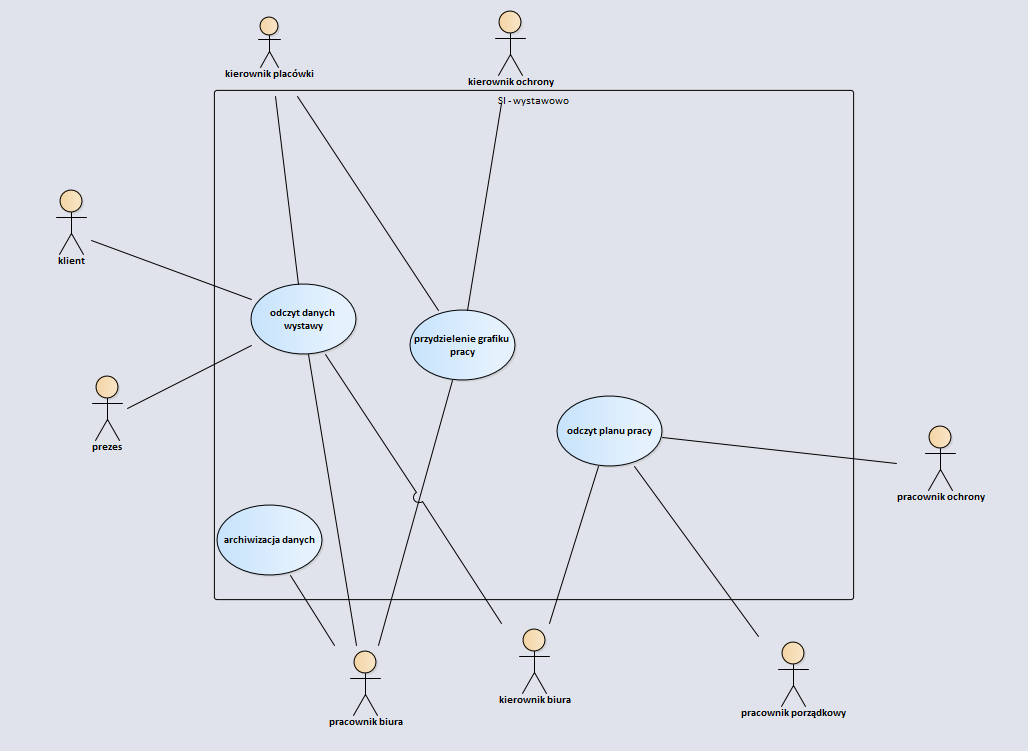 kierownik placówki
kierownik ochrony
SI - wystawowo
klient
odczyt danych
wystawy
przydzielenie grafiku
pracy
prezes
odczyt planu pracy
pracownik ochrony
archiwizacja danych
kierownik biura
pracownik biura
pracownik porządkowy